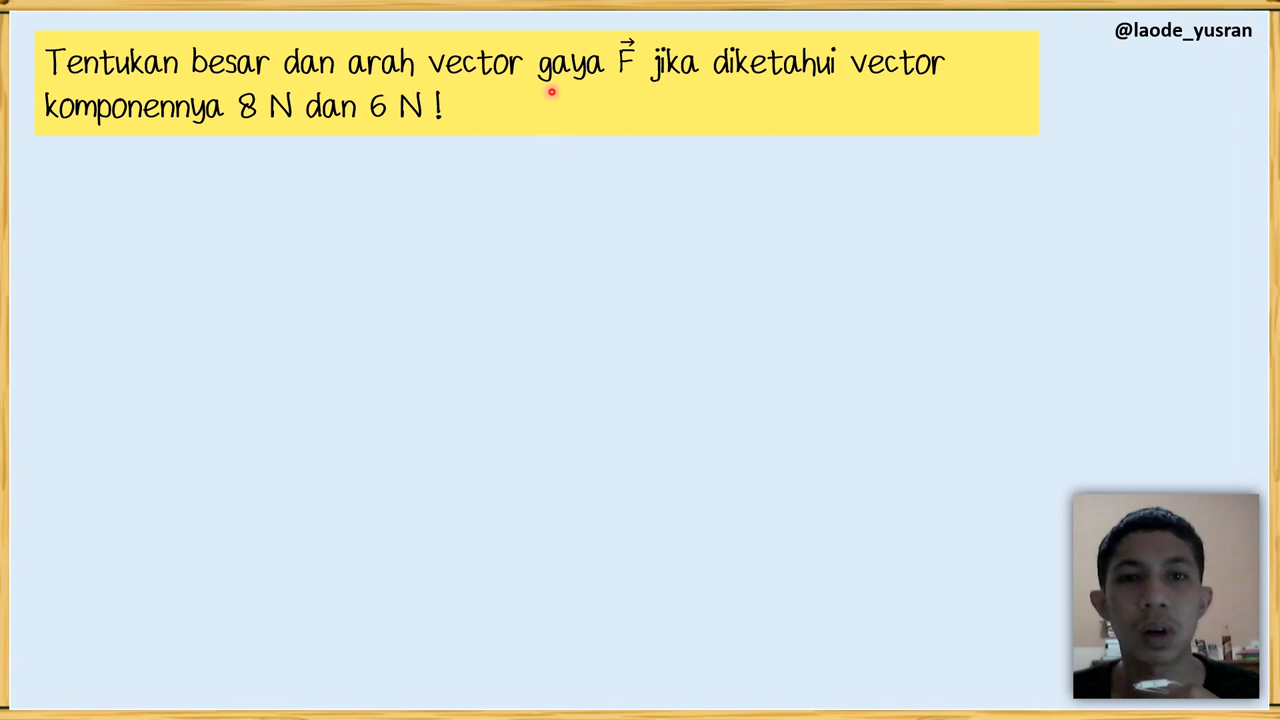 @laode_yusran
Tentukan besar dan arah vector gaya F⃗ jika diketahui vector
komponennya 8 N dan 6 N !